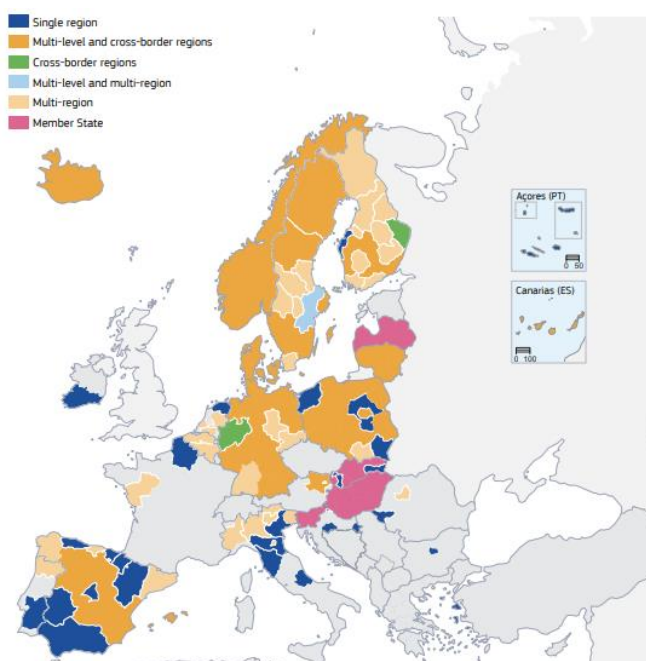 Single region
Multi-level and cross-border regions
Cross-border regions
Multi-level and multi-region
Multi-region
Member State
Açores (PT)
0 50
Canarias (ES)
0 100